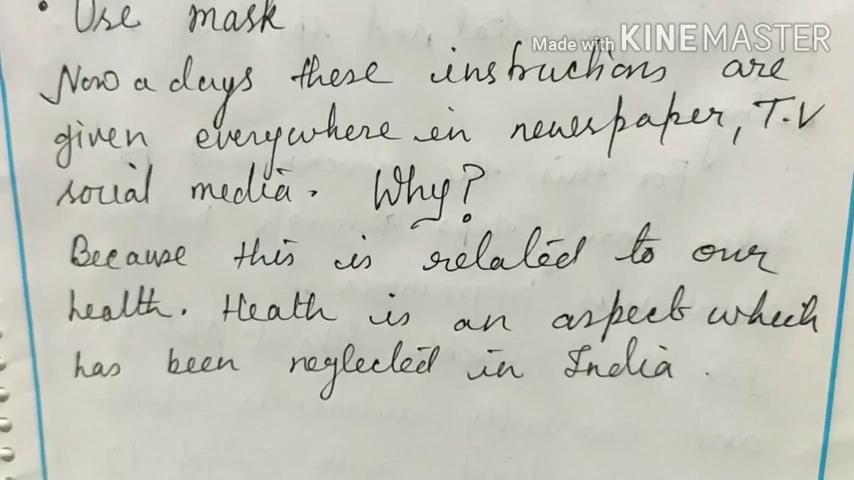 • Use mask
Made with KINEMASTER
Now a days these instructions are
given everywhere in newspaper, T.V
social media. Why?
Because this is related to our
health. Heath is an aspect which
has been neglected in India.